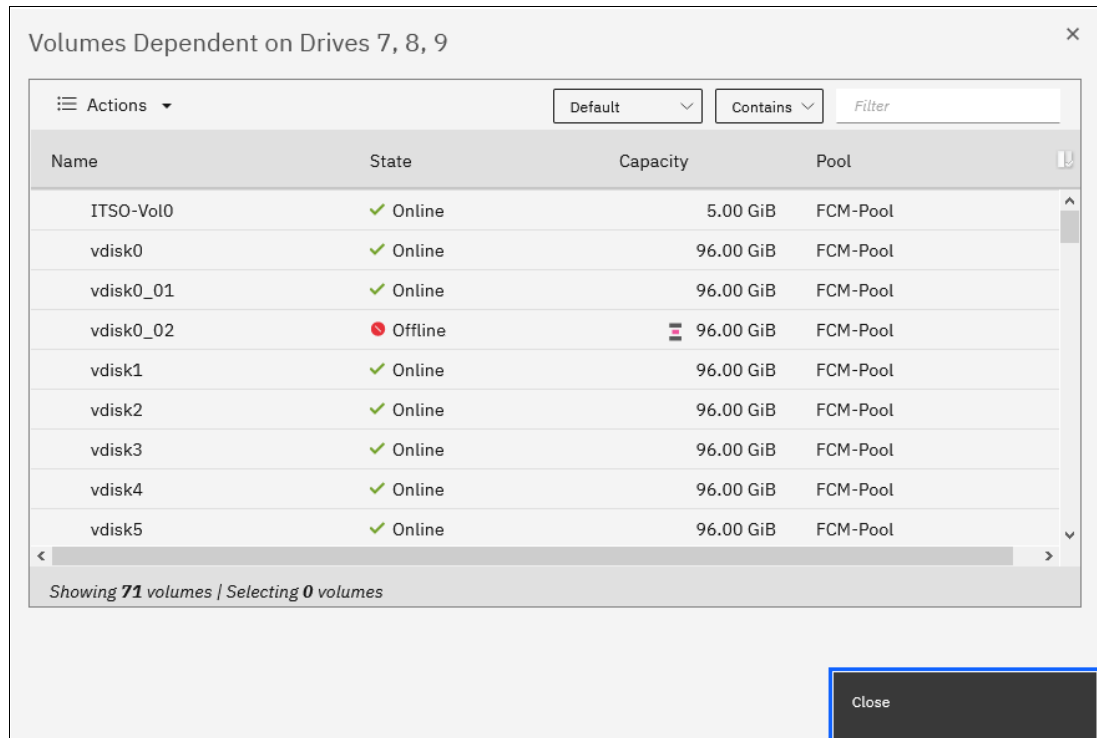 Volumes Dependent on Drives 7, 8, 9
Actions Default Contains Filter
Name State Capacity Pool
ITSO-Vol0 Online 5.00 GiB FCM-Pool
vdisk0 Online 96.00 GiB FCM-Pool
vdisk0_01 Online 96.00 GiB FCM-Pool
vdisk0_02 Offline 96.00 GiB FCM-Pool
vdisk1 Online 96.00 GiB FCM-Pool
vdisk2 Online 96.00 GiB FCM-Pool
vdisk3 Online 96.00 GiB FCM-Pool
vdisk4 Online 96.00 GiB FCM-Pool
vdisk5 Online 96.00 GiB FCM-Pool
Showing 71 volumes | Selecting 0 volumes
Close